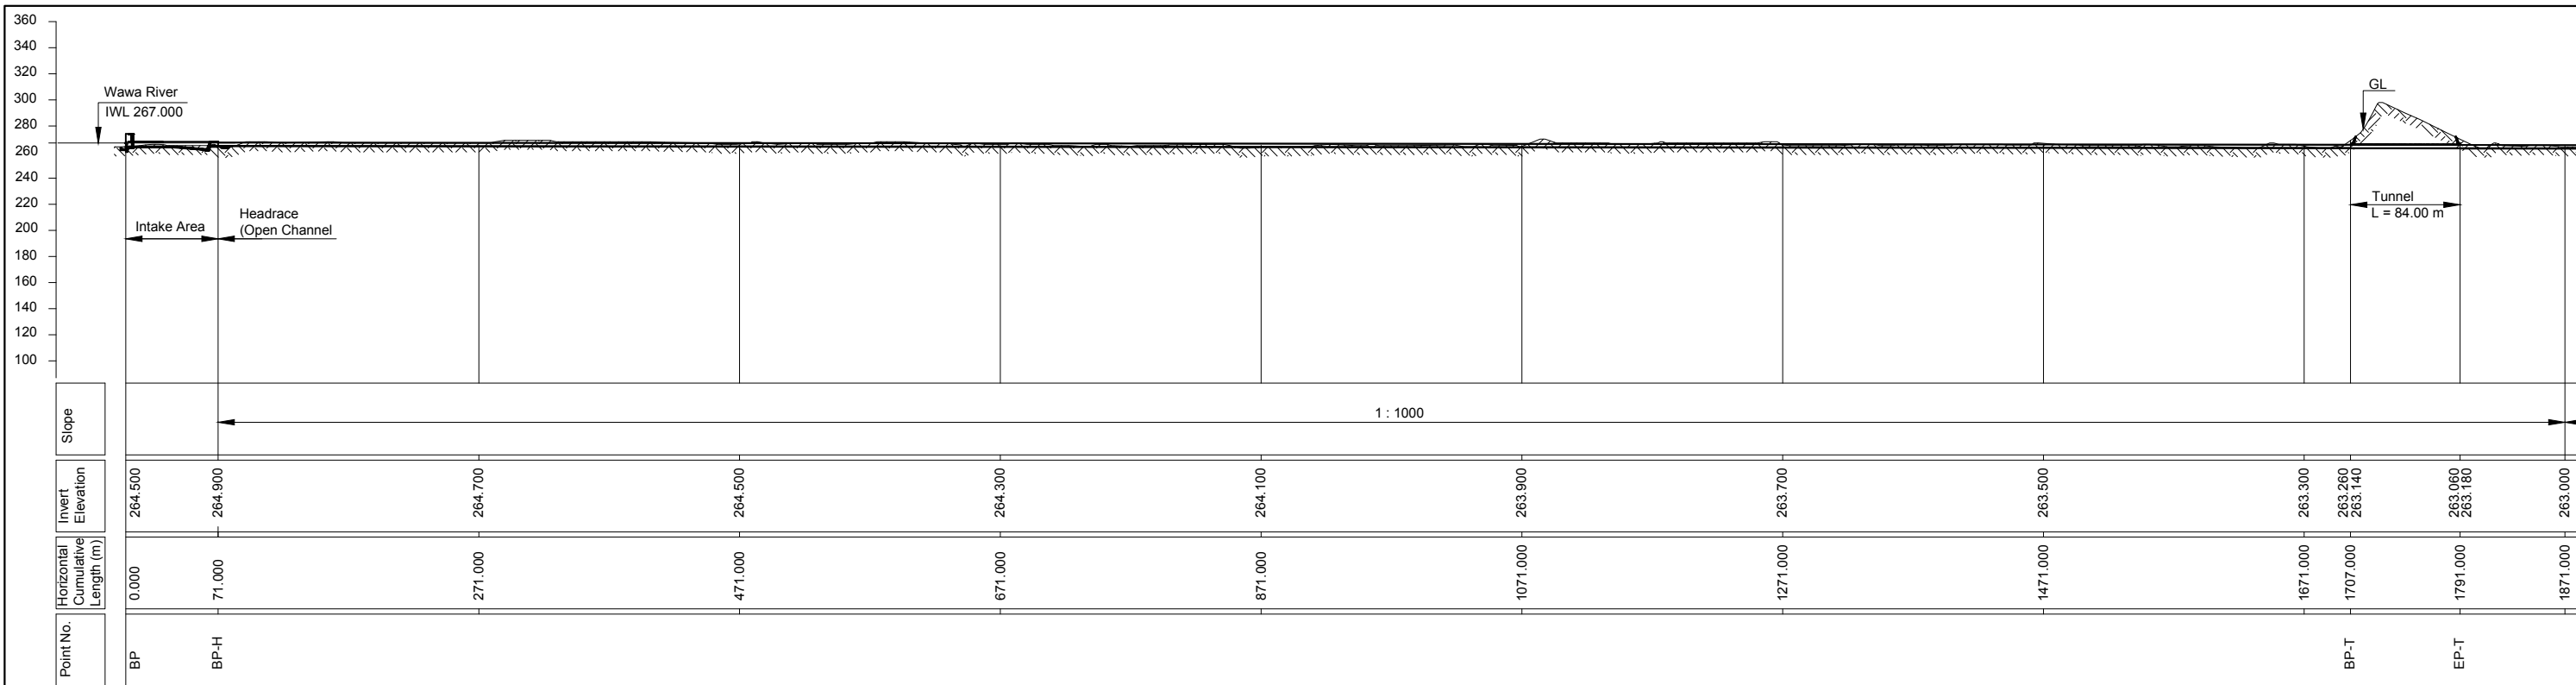 360
340
320
300
280
260
240
220
200
180
160
140
120
100
Wawa River
IWL 267.000
GL
Intake Area
Headrace
(Open Channel
Tunnel
L = 84.00 m
Slope
1 : 1000
Invert
Elevation
264.500
264.900
264.700
264.500
264.300
264.100
263.900
263.700
263.500
263.300
263.260
263.140
263.060
263.180
263.000
Horizontal
Cumulative
Length (m)
0.000
71.000
271.000
471.000
671.000
871.000
1071.000
1271.000
1471.000
1671.000
1707.000
1791.000
1871.000
Point No.
BP
BP-H
BP-T
EP-T